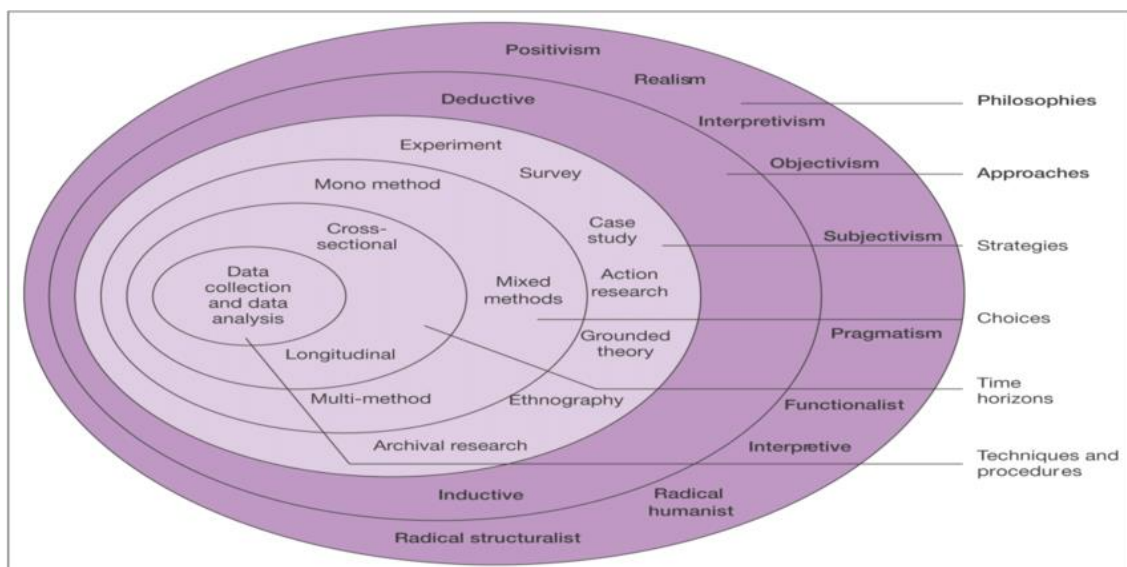 Positivism
Realism
Interpretivism
Objectivism
Subjectivism
Pragmatism
Functionalist
Interpretive
Radical
humanist
Radical structuralist
Deductive
Inductive
Experiment
Survey
Case
study
Action
research
Grounded
theory
Ethnography
Archival research
Mono method
Mixed
methods
Multi-method
Cross-
sectional
Longitudinal
Data
collection
and data
analysis
Philosophies
Approaches
Strategies
Choices
Time
horizons
Techniques and
procedures